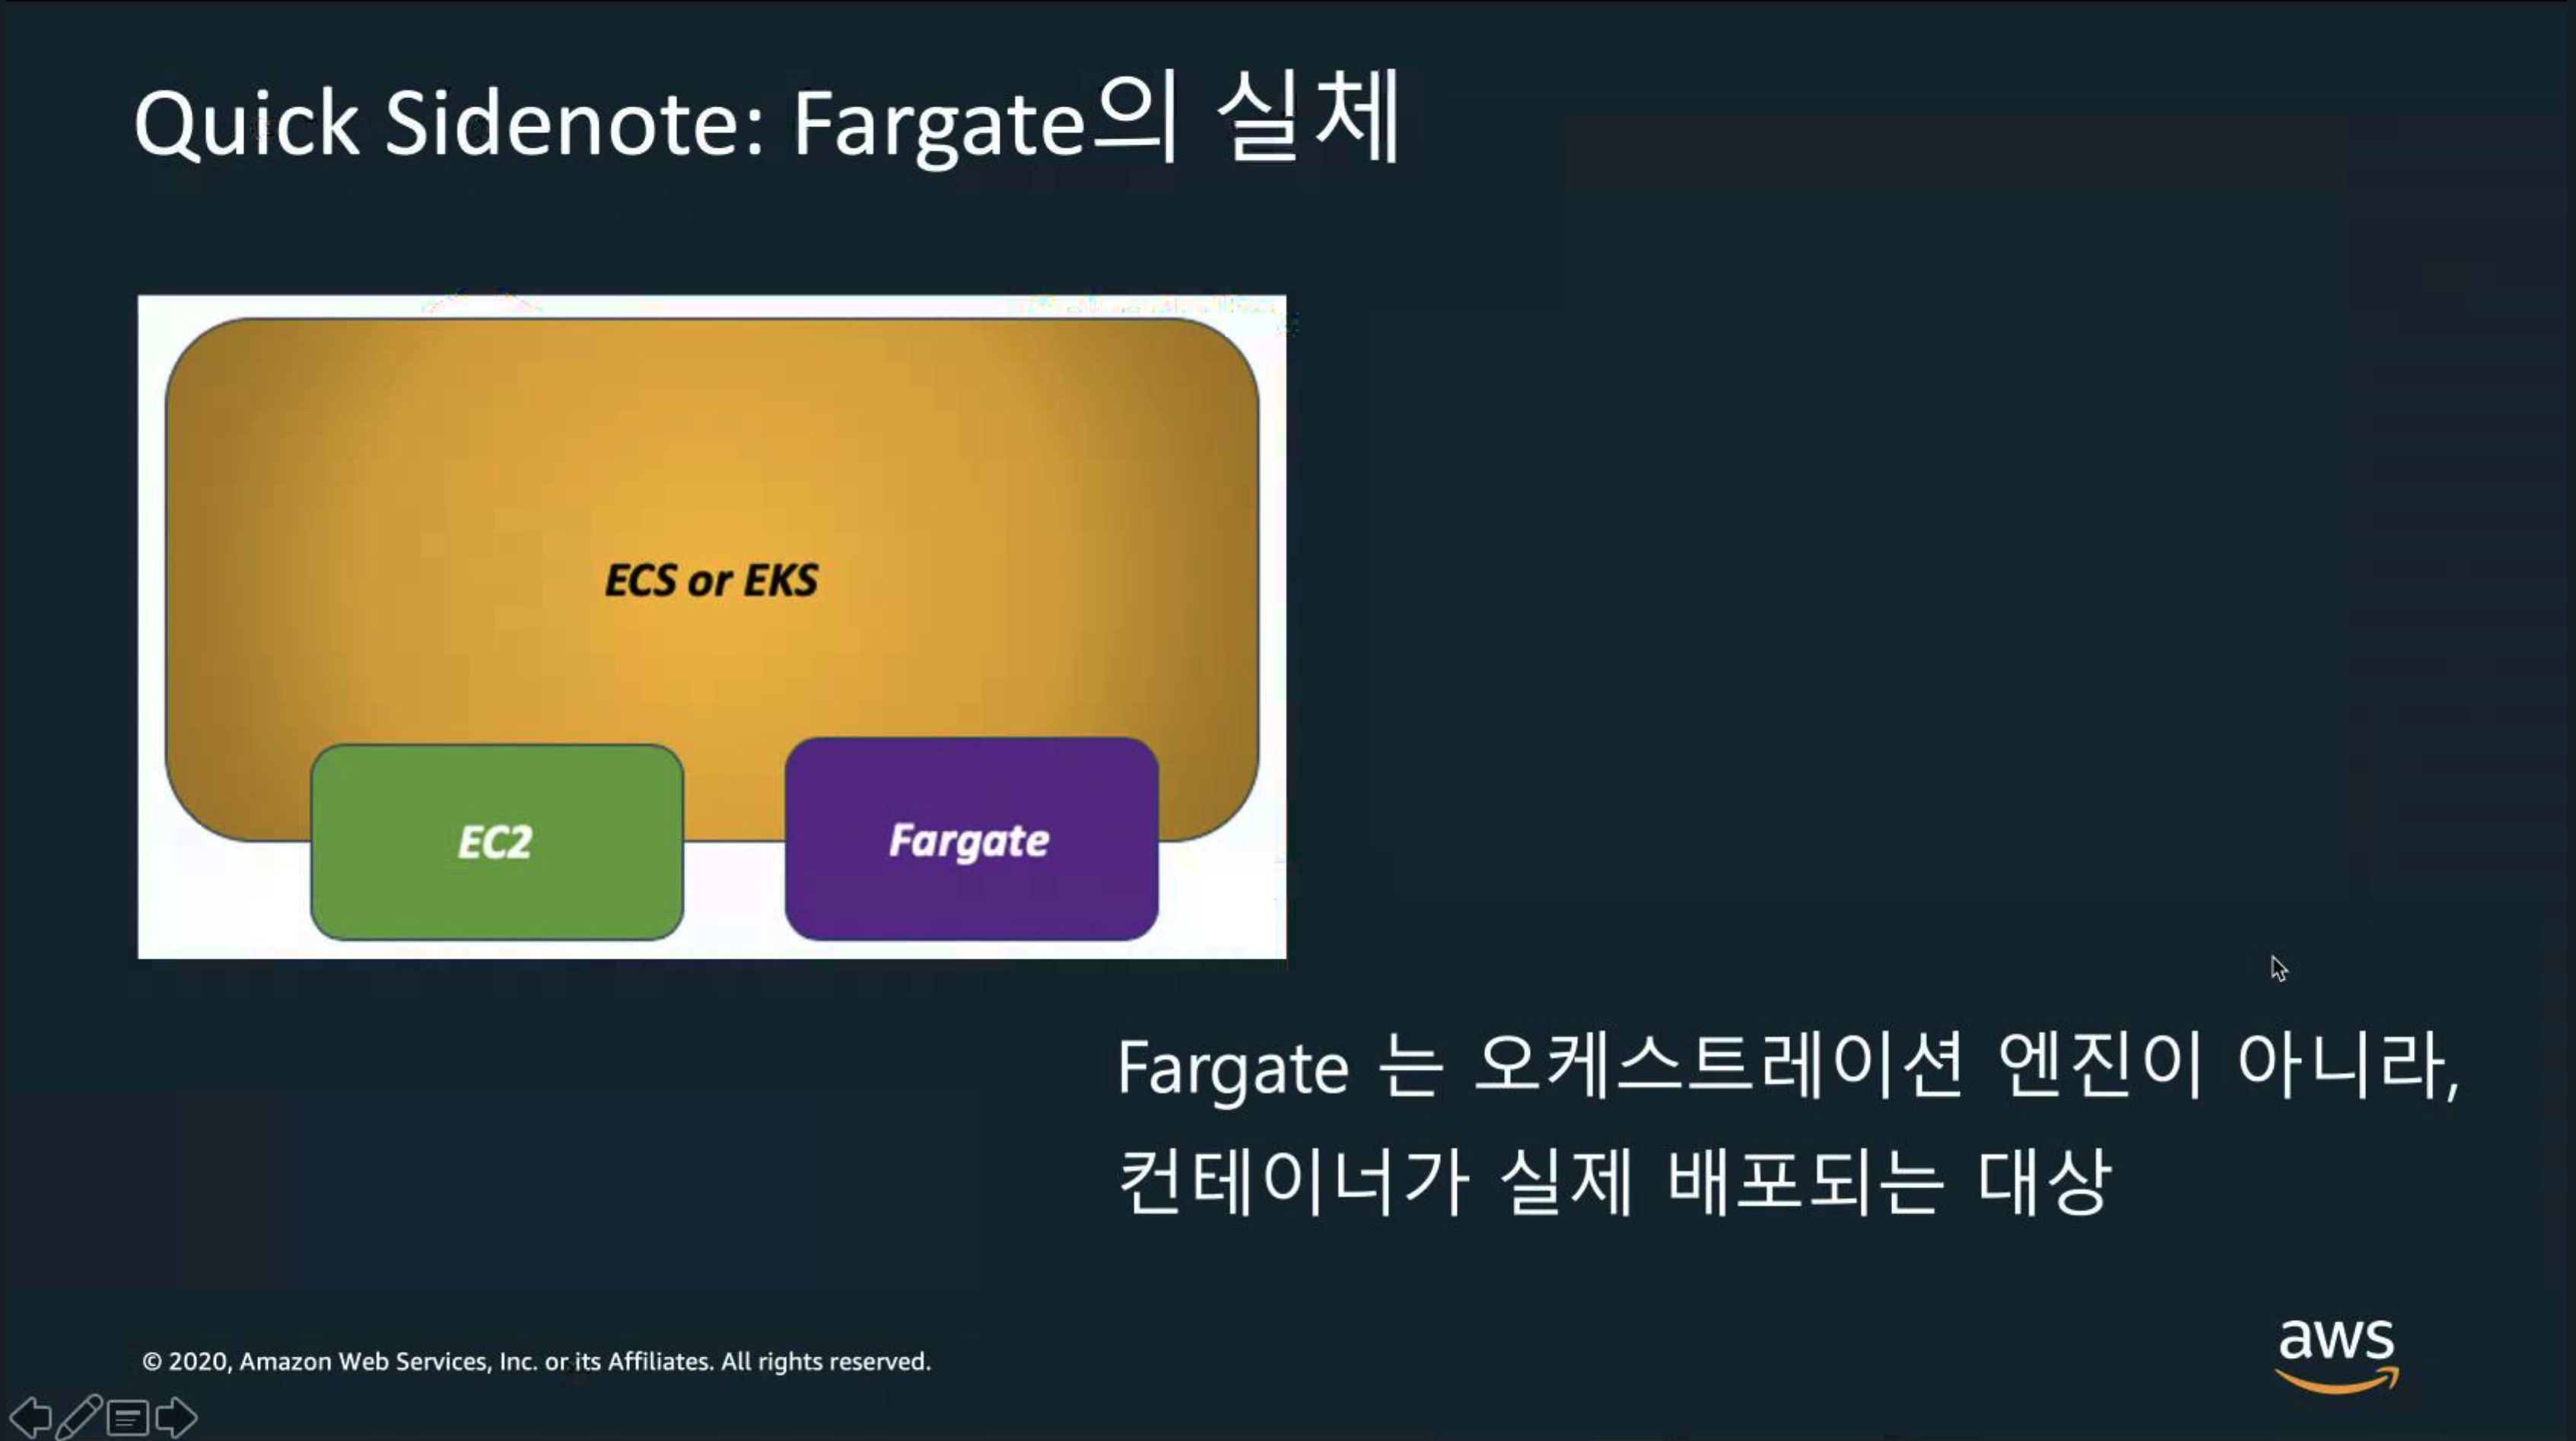 Quick Sidenote: Fargate의 실체
ECS or EKS
EC2
Fargate
Fargate 는 오케스트레이션 엔진이 아니라,
컨테이너가 실제 배포되는 대상
© 2020, Amazon Web Services, Inc. or its Affiliates. All rights reserved.
aws